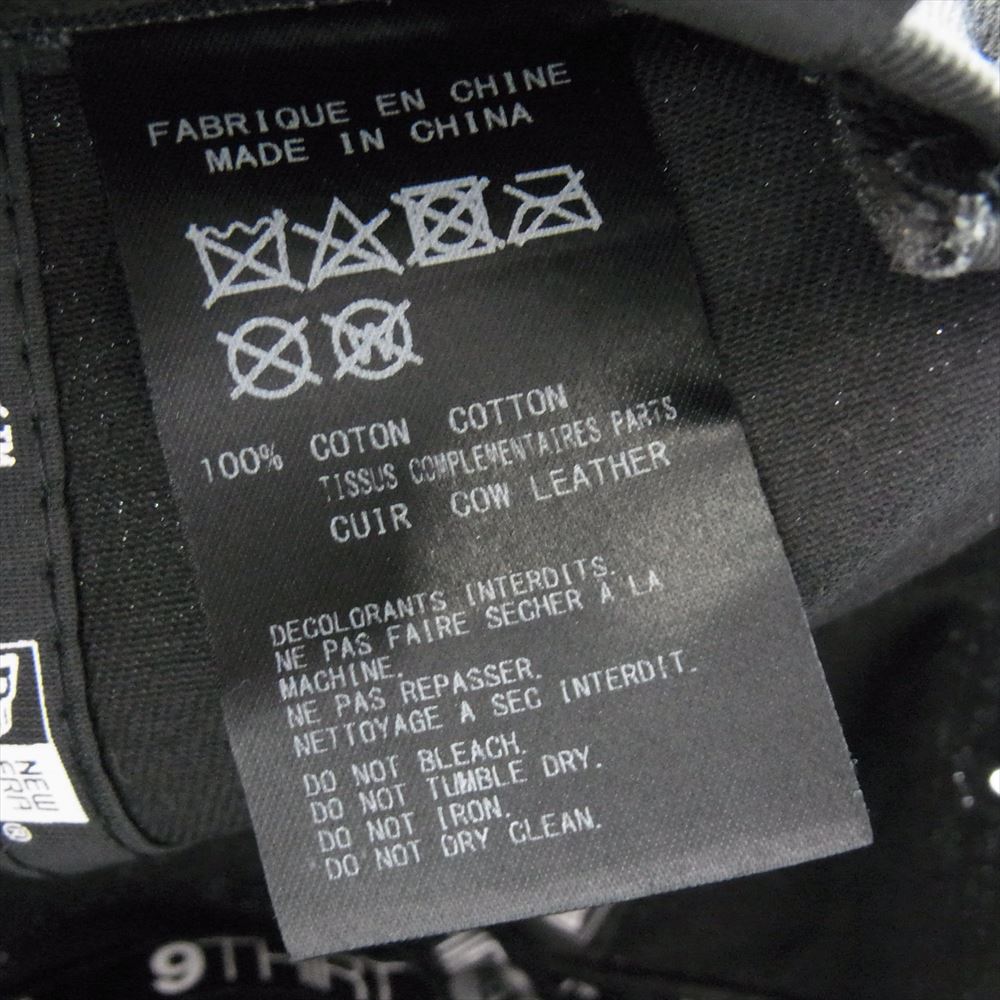 FABRIQUE EN CHINE
MADE IN CHINA
W
100% COTON COTTON
TISSUS COMPLEMENTAIRES PARTS
CUIR COW LEATHER
DECOLORANTS INTERDITS.
NE PAS FAIRE SECHER À LA
MACHINE.
NE PAS REPASSER.
NETTOYAGE A SEC INTERDIT.
DO NOT BLEACH.
DO NOT TUMBLE DRY.
DO NOT IRON.
DO NOT DRY CLEAN.
NEW
ERA
®
9THIRT